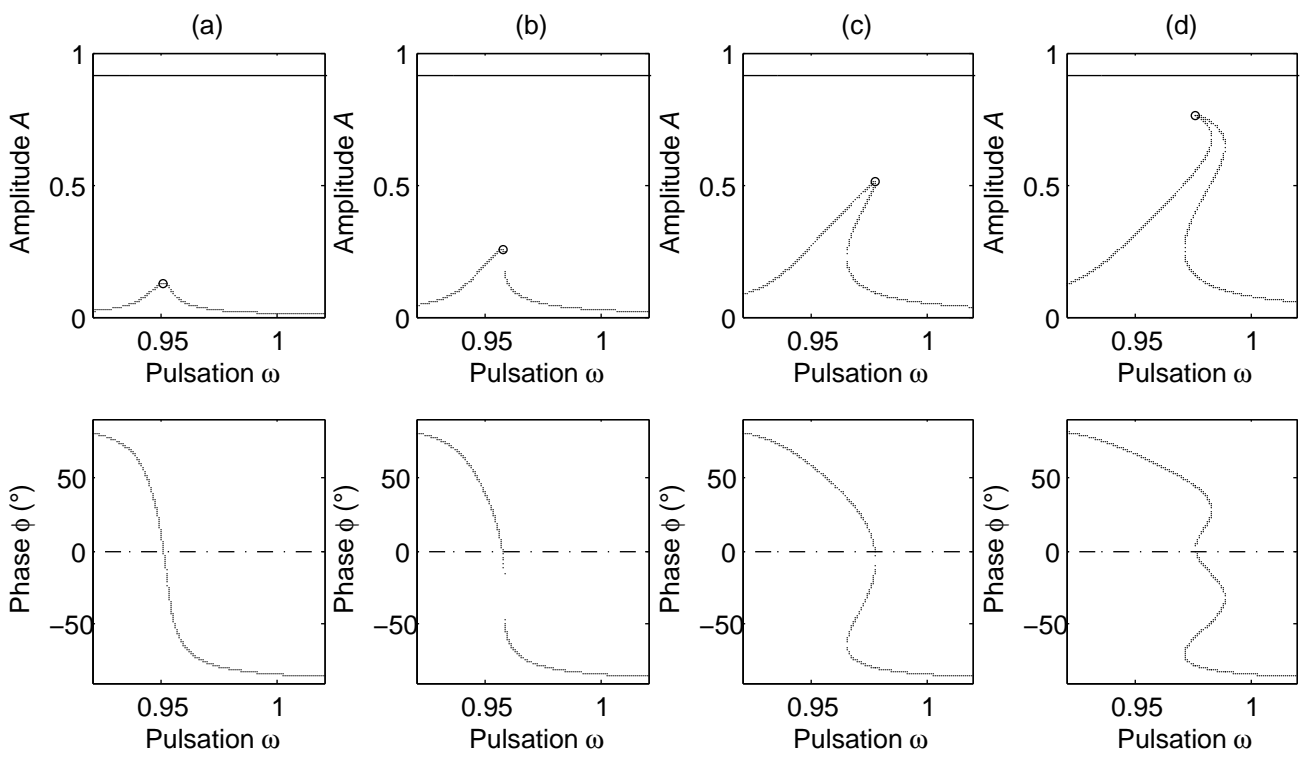 (a)
(b)
(c)
(d)
1
0.5
0
Amplitude A
0.95
1
Pulsation ω
1
0.5
0
Amplitude A
0.95
1
Pulsation ω
1
0.5
0
Amplitude A
0.95
1
Pulsation ω
1
0.5
0
Amplitude A
0.95
1
Pulsation ω
50
0
−50
Phase ϕ (°)
0.95
1
Pulsation ω
50
0
−50
Phase ϕ (°)
0.95
1
Pulsation ω
50
0
−50
Phase ϕ (°)
0.95
1
Pulsation ω
50
0
−50
Phase ϕ (°)
0.95
1
Pulsation ω